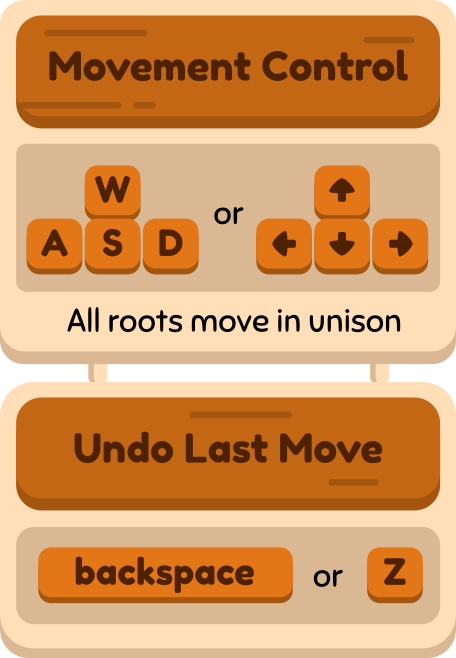 Movement Control
W
or
A S D
All roots move in unison
Undo Last Move
backspace or Z